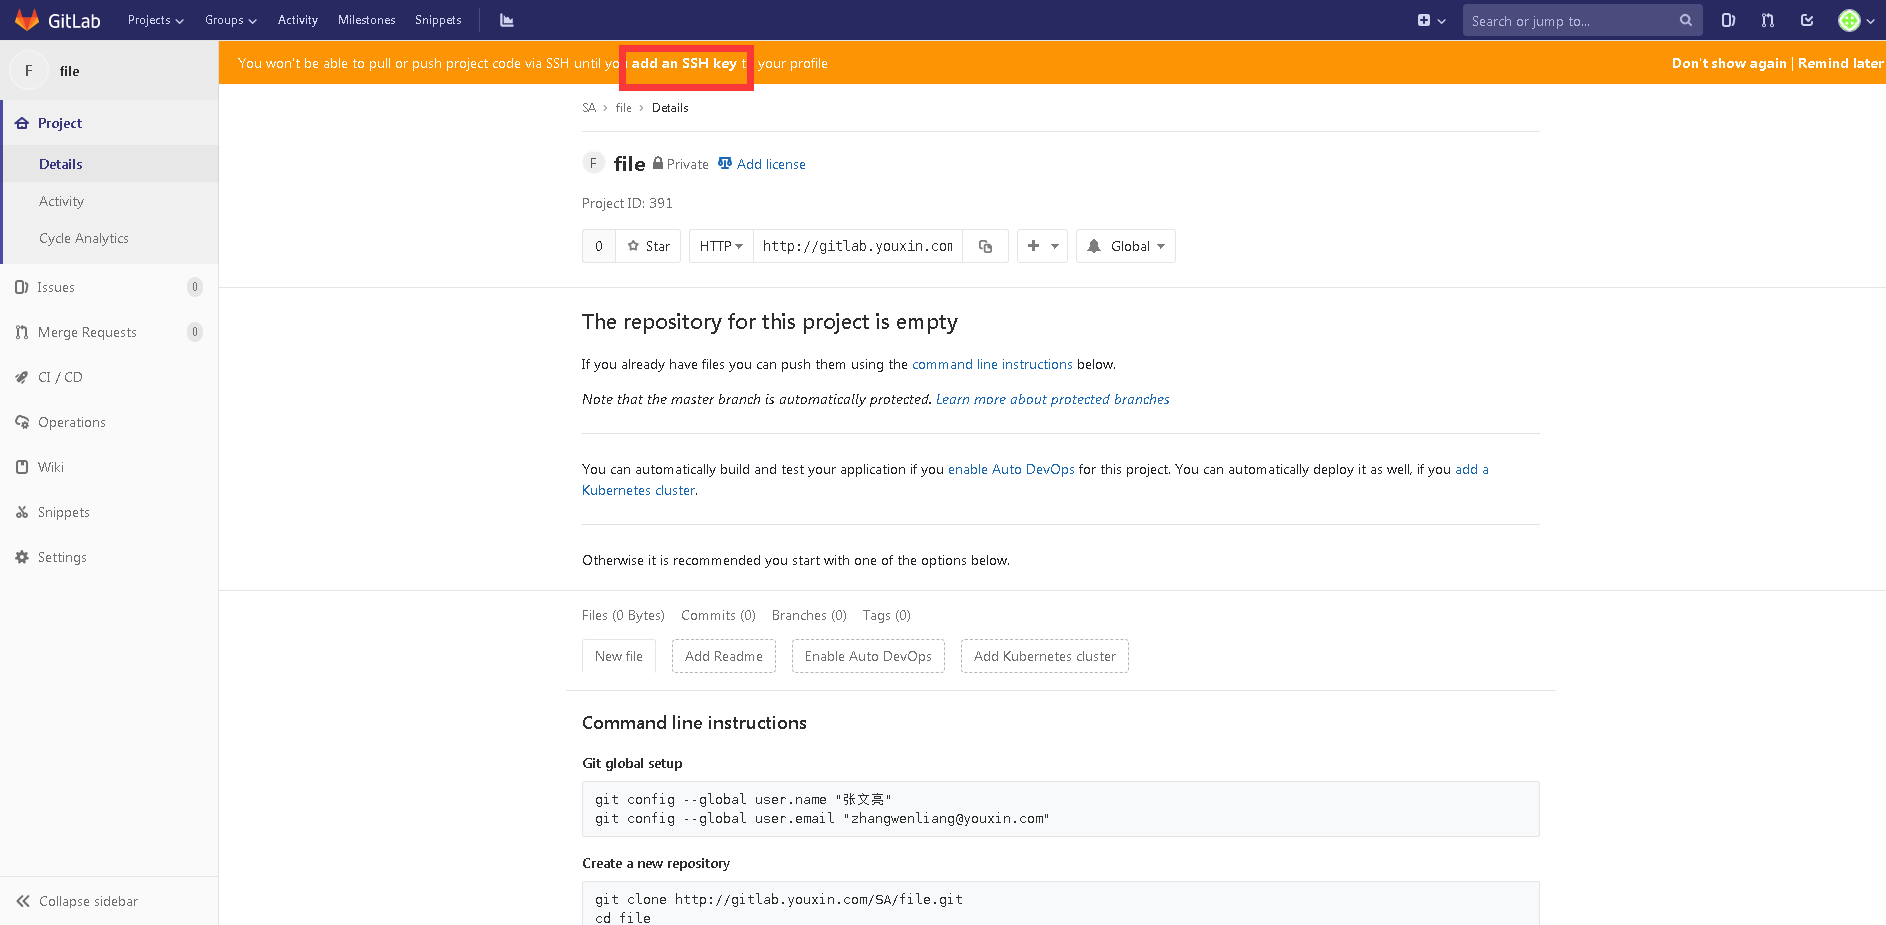 GitLab Projects Groups Activity Milestones Snippets Search or jump to...
F file
You won't be able to pull or push project code via SSH until you add an SSH key t your profile Don't show again | Remind later
Project
Details
Activity
Cycle Analytics
Issues 0
Merge Requests 0
CI / CD
Operations
Wiki
Snippets
Settings
Collapse sidebar
SA > file > Details
F file Private Add license
Project ID: 391
0 Star HTTP http://gitlab.youxin.com Global
The repository for this project is empty
If you already have files you can push them using the command line instructions below.
Note that the master branch is automatically protected. Learn more about protected branches
You can automatically build and test your application if you enable Auto DevOps for this project. You can automatically deploy it as well, if you add a
Kubernetes cluster.
Otherwise it is recommended you start with one of the options below.
Files (0 Bytes) Commits (0) Branches (0) Tags (0)
New file Add Readme Enable Auto DevOps Add Kubernetes cluster
Command line instructions
Git global setup
git config --global user.name "张文亮"
git config --global user.email "zhangwenliang@youxin.com"
Create a new repository
git clone http://gitlab.youxin.com/SA/file.git
cd file